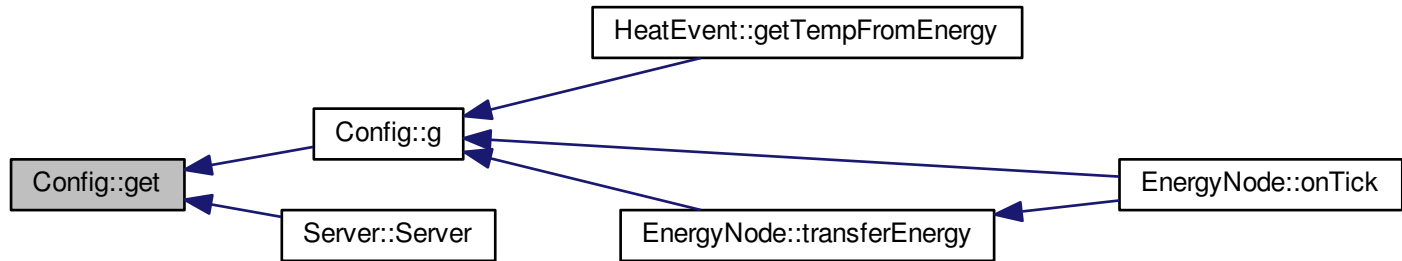 HeatEvent::getTempFromEnergy
Config::g
Config::get
EnergyNode::onTick
Server::Server
EnergyNode::transferEnergy